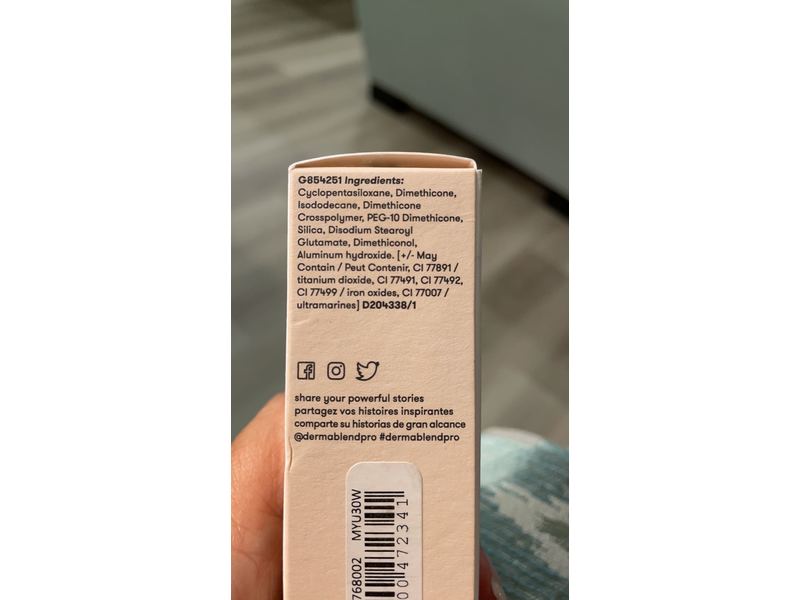 G854251 Ingredients:
Cyclopentasiloxane, Dimethicone,
Isododecane, Dimethicone
Crosspolymer, PEG-10 Dimethicone,
Silica, Disodium Stearoyl
Glutamate, Dimethiconol,
Aluminum hydroxide. [+/- May
Contain / Peut Contenir, CI 77891 /
titanium dioxide, CI 77491, CI 77492,
CI 77499 / iron oxides, CI 77007 /
ultramarines] D204338/1
share your powerful stories
partagez vos histoires inspirantes
comparte su historias de gran alcance
@dermablendpro #dermablendpro
768002 MYU30W
00472341